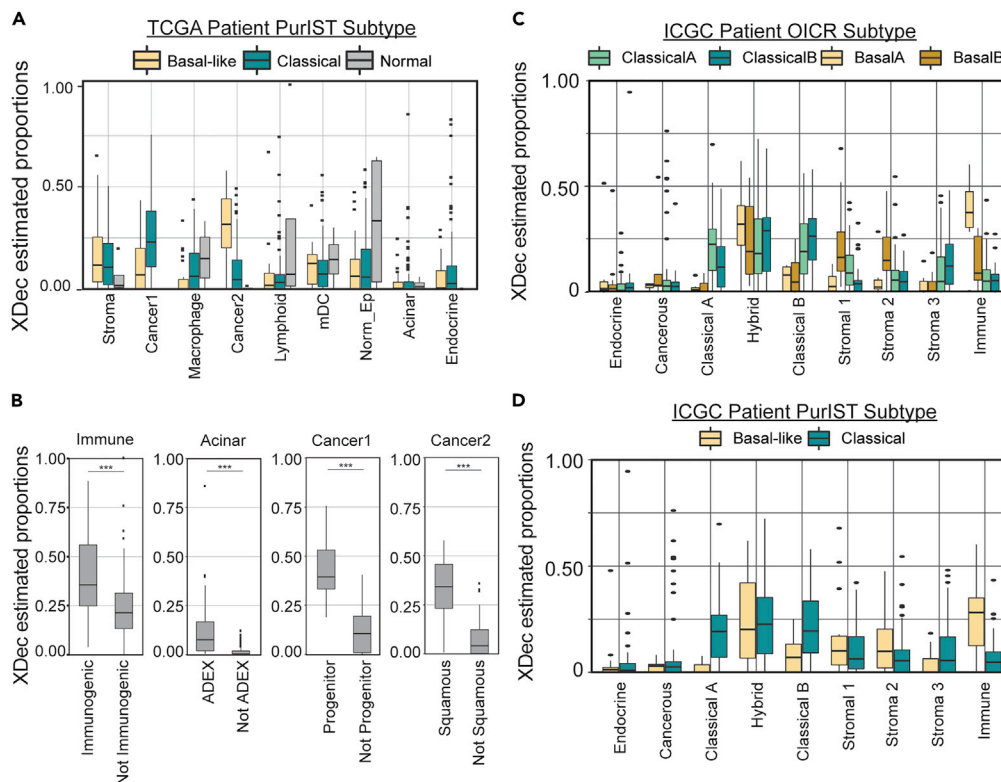 A
TCGA Patient PurIST Subtype
Basal-like Classical Normal
XDec estimated proportions
1.00
0.50
0.00
Stroma
Cancer1
Macrophage
Cancer2
Lymphoid
mDC
Norm_Ep
Acinar
Endocrine
B
Immune Acinar Cancer1 Cancer2
XDec estimated proportions
1.00 1.00 1.00 1.00
*** *** *** ***
0.75 0.75 0.75 0.75
0.50 0.50 0.50 0.50
0.25 0.25 0.25 0.25
0.00 0.00 0.00 0.00
Immunogenic
Not Immunogenic
ADEX
Not ADEX
Progenitor
Not Progenitor
Squamous
Not Squamous
C
ICGC Patient OICR Subtype
ClassicalA ClassicalB BasalA BasalB
XDec estimated proportions
1.00
0.50
0
Endocrine
Cancerous
Classical A
Hybrid
Classical B
Stromal 1
Stromal 2
Stroma 3
Immune
D
ICGC Patient PurIST Subtype
Basal-like Classical
XDec estimated proportions
1.00
0.50
0
Endocrine
Cancerous
Classical A
Hybrid
Classical B
Stromal 1
Stromal 2
Stroma 3
Immune